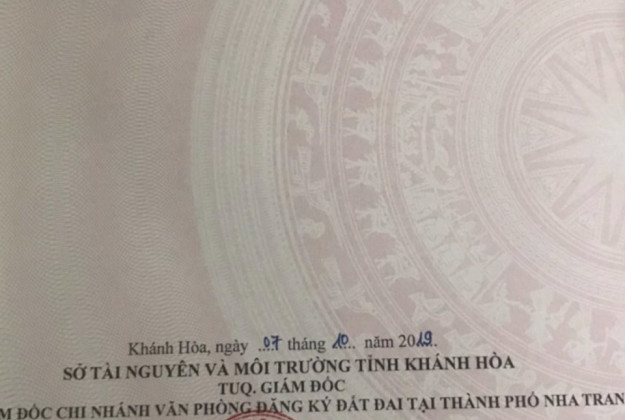 Khánh Hòa, ngày ..07 tháng .10.. năm 2019.
SỞ TÀI NGUYÊN VÀ MÔI TRƯỜNG TỈNH KHÁNH HÒA
TUQ. GIÁM ĐỐC
M ĐỐC CHI NHÁNH VĂN PHÒNG ĐĂNG KÝ ĐẤT ĐAI TẠI THÀNH PHỐ NHA TRAN